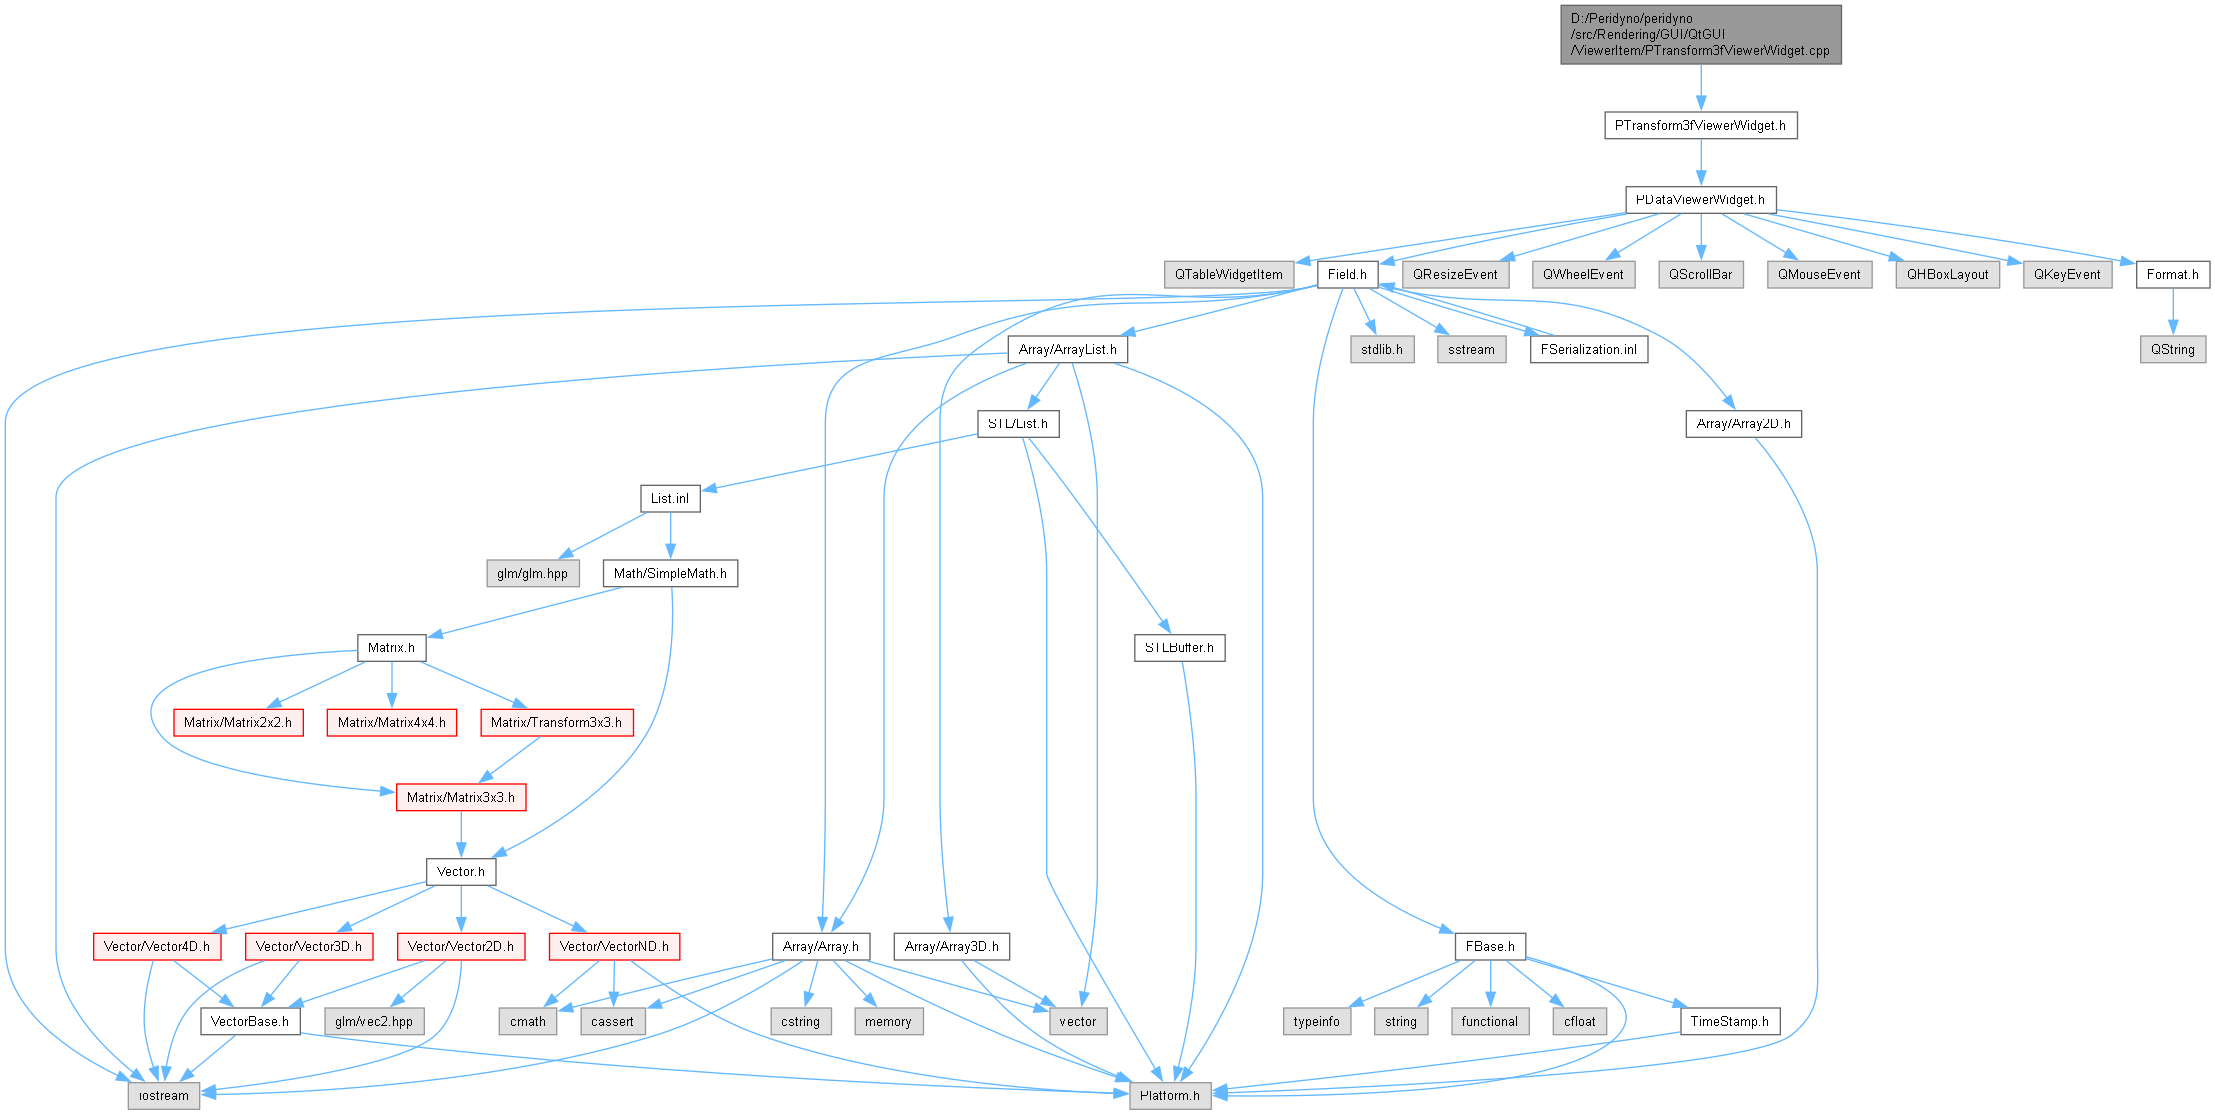 D:/Peridyno/peridyno
/src/Rendering/GUI/QtGUI
/ViewerItem/PTransform3fViewerWidget.cpp
PTransform3fViewerWidget.h
PDataViewerWidget.h
QTableWidgetItem
Field.h
QResizeEvent
QWheelEvent
QScrollBar
QMouseEvent
QHBoxLayout
QKeyEvent
Format.h
Array/ArrayList.h
stdlib.h
sstream
FSerialization.inl
QString
STL/List.h
Array/Array2D.h
List.inl
glm/glm.hpp
Math/SimpleMath.h
Matrix.h
STLBuffer.h
Matrix/Matrix2x2.h
Matrix/Matrix4x4.h
Matrix/Transform3x3.h
Matrix/Matrix3x3.h
Vector.h
Vector/Vector4D.h
Vector/Vector3D.h
Vector/Vector2D.h
Vector/VectorND.h
Array/Array.h
Array/Array3D.h
FBase.h
VectorBase.h
glm/vec2.hpp
cmath
cassert
cstring
memory
vector
typeinfo
string
functional
cfloat
TimeStamp.h
iostream
Platform.h